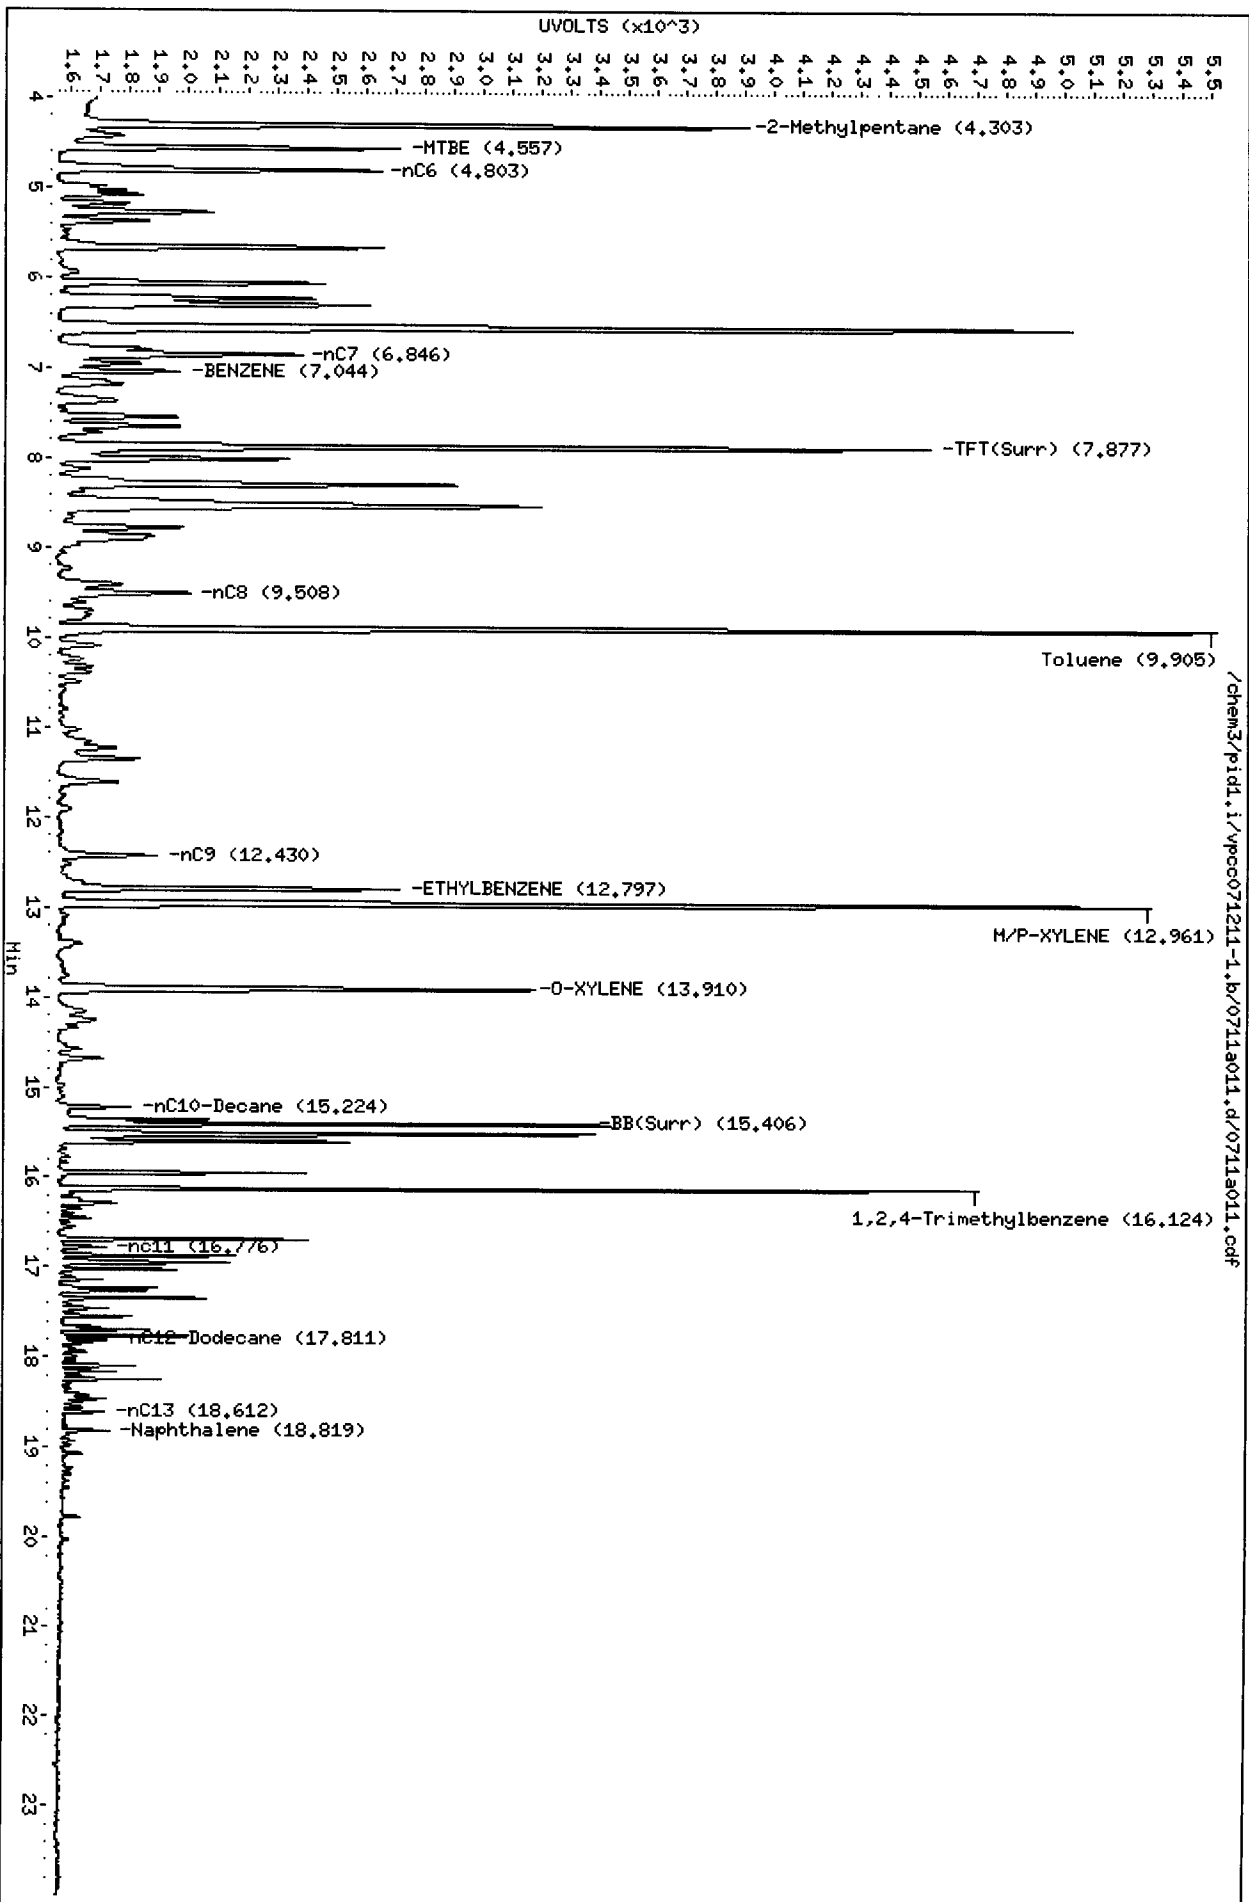 UVOLTS (x10^3)
1.6
1.7
1.8
1.9
2.0
2.1
2.2
2.3
2.4
2.5
2.6
2.7
2.8
2.9
3.0
3.1
3.2
3.3
3.4
3.5
3.6
3.7
3.8
3.9
4.0
4.1
4.2
4.3
4.4
4.5
4.6
4.7
4.8
4.9
5.0
5.1
5.2
5.3
5.4
5.5
/chem3/pid1.i/vpcc071211-1.b/0711a011.d/0711a011.cdf
-2-Methylpentane (4.303)
-MTBE (4.557)
-nC6 (4.803)
-nC7 (6.846)
-BENZENE (7.044)
-TFT(Surr) (7.877)
-nC8 (9.508)
Toluene (9.905)
-nC9 (12.430)
-ETHYLBENZENE (12.797)
M/P-XYLENE (12.961)
-O-XYLENE (13.910)
-nC10-Decane (15.224)
-BB(Surr) (15.406)
1,2,4-Trimethylbenzene (16.124)
-nc11 (16.776)
-nC12-Dodecane (17.811)
-nC13 (18.612)
-Naphthalene (18.819)
4
5
6
7
8
9
10
11
12
13
14
15
16
17
18
19
20
21
22
23
Min